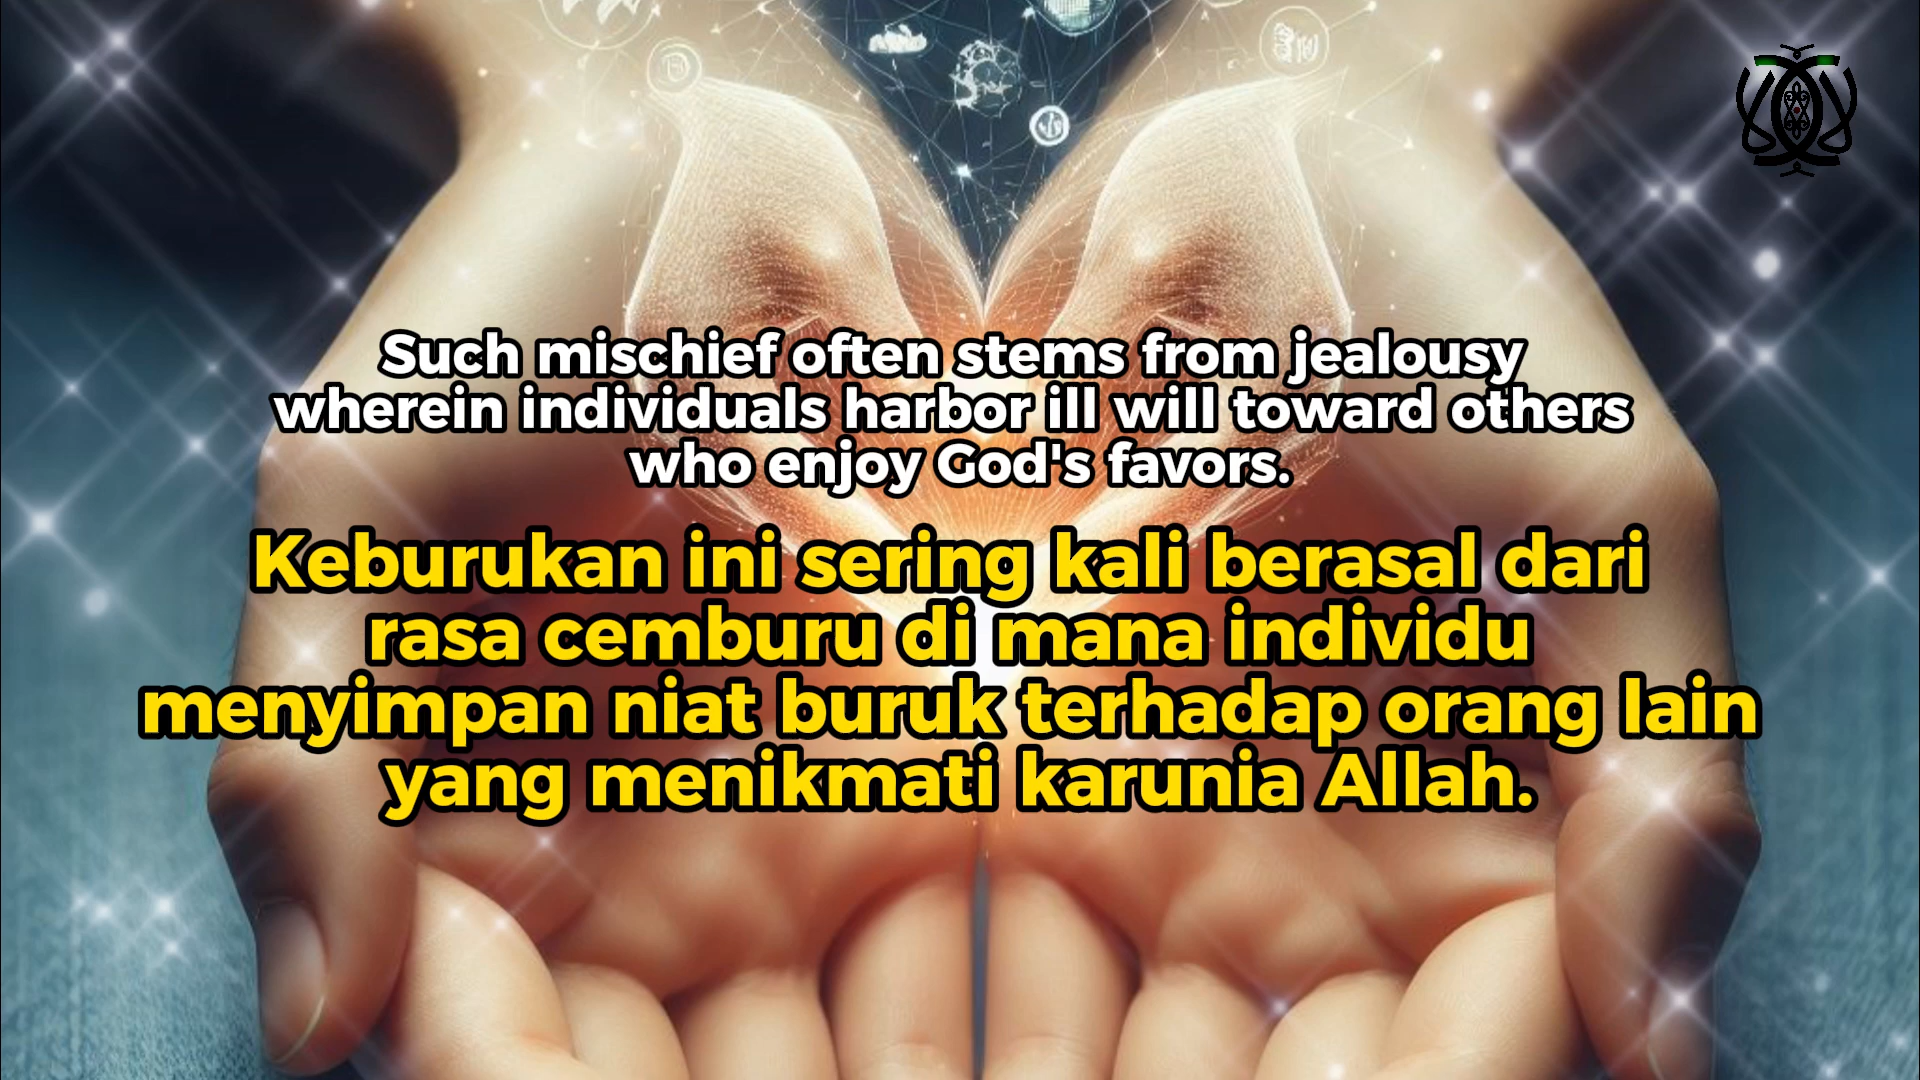 Such mischief often stems from jealousy
wherein individuals harbor ill will toward others
who enjoy God's favors.
Keburukan ini sering kali berasal dari
rasa cemburu di mana individu
menyimpan niat buruk terhadap orang lain
yang menikmati karunia Allah.